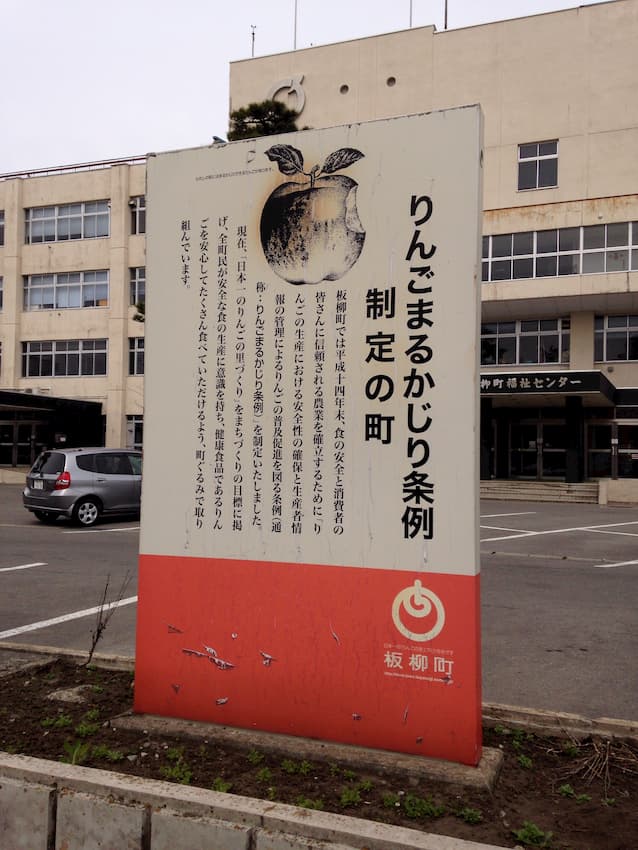 りんごまるかじり条例
制定の町
板柳町では平成十四年末、食の安全と消費者の
皆さんに信頼される農業を確立するために「り
んごの生産における安全性の確保と生産者情
報の管理によるりんごの普及促進を図る条例(通
称:りんごまるかじり条例)」を制定いたしました。
現在、「日本一のりんごの里づくり」をまちづくりの目標に掲
げ、全町民が安全な食の生産に意識を持ち、健康食品であるりん
ごを安心してたくさん食べていただけるよう、町ぐるみで取り
組んでいます。
板柳町
柳町福祉センター